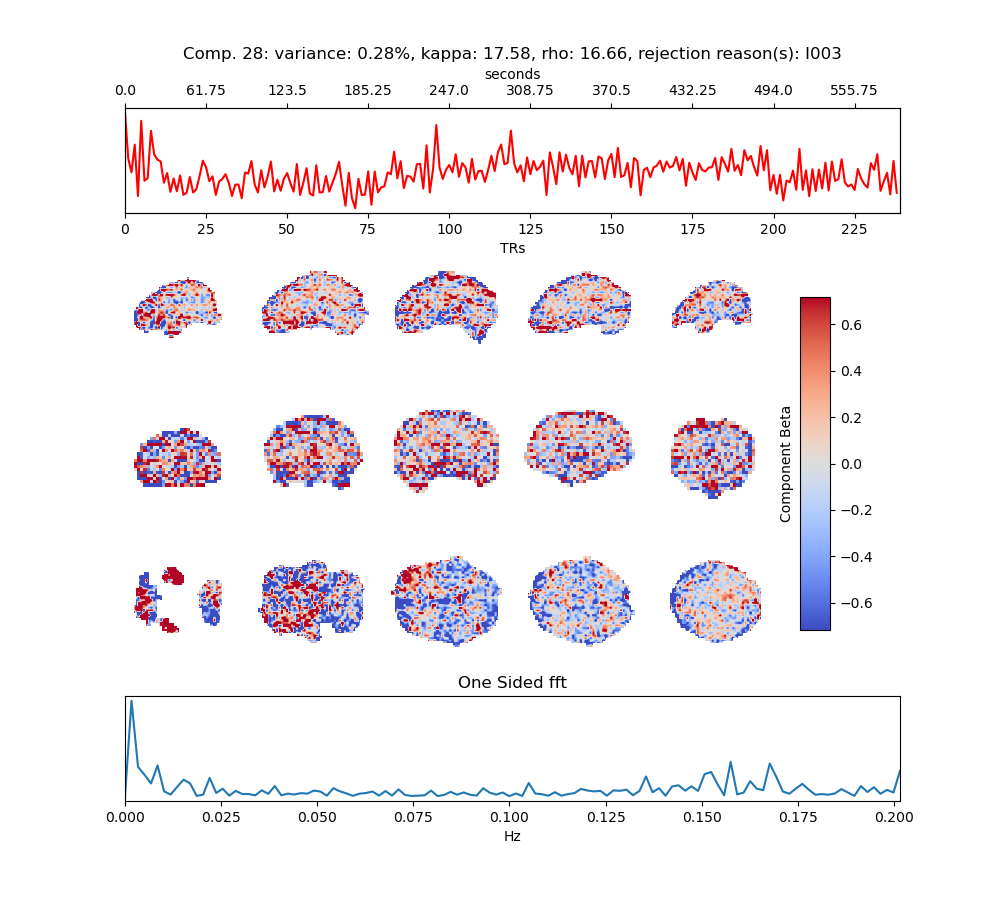 Comp. 28: variance: 0.28%, kappa: 17.58, rho: 16.66, rejection reason(s): I003
seconds
0.0 61.75 123.5 185.25 247.0 308.75 370.5 432.25 494.0 555.75
0 25 50 75 100 125 150 175 200 225
TRs
0.6
0.4
0.2
0.0
−0.2
−0.4
−0.6
Component Beta
One Sided fft
0.000 0.025 0.050 0.075 0.100 0.125 0.150 0.175 0.200
Hz